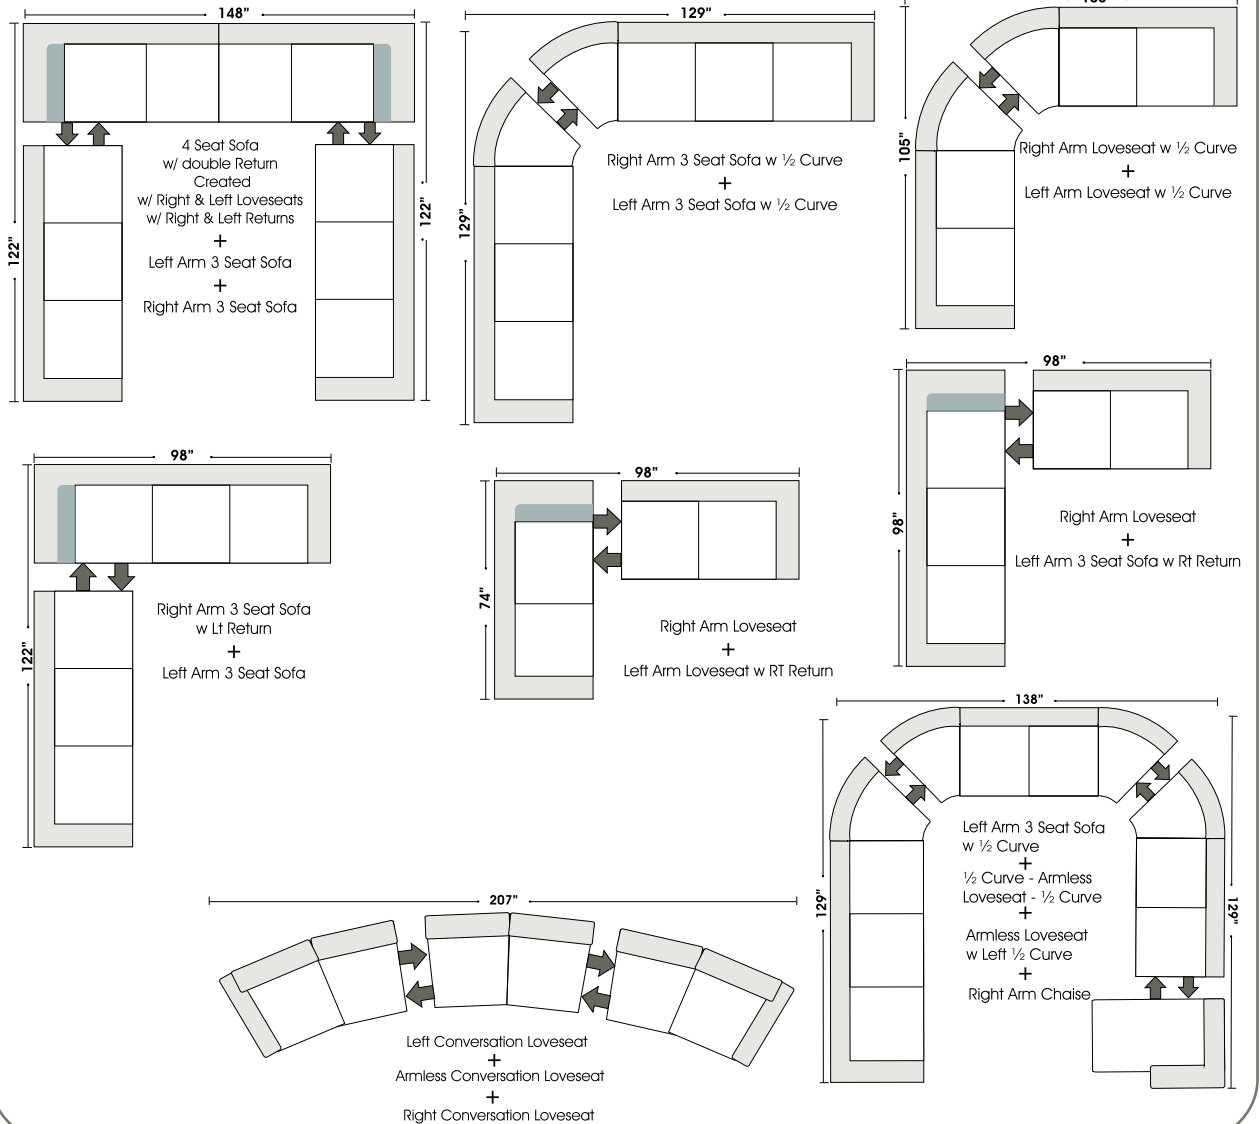 148”
122”
122”
4 Seat Sofa
w/ double Return
Created
w/ Right & Left Loveseats
w/ Right & Left Returns
+
Left Arm 3 Seat Sofa
+
Right Arm 3 Seat Sofa
129”
129”
Right Arm 3 Seat Sofa w ½ Curve
+
Left Arm 3 Seat Sofa w ½ Curve
105”
Right Arm Loveseat w ½ Curve
+
Left Arm Loveseat w ½ Curve
98”
122”
Right Arm 3 Seat Sofa
w Lt Return
+
Left Arm 3 Seat Sofa
98”
74”
Right Arm Loveseat
+
Left Arm Loveseat w RT Return
98”
98”
Right Arm Loveseat
+
Left Arm 3 Seat Sofa w Rt Return
207”
Left Conversation Loveseat
+
Armless Conversation Loveseat
+
Right Conversation Loveseat
138”
129”
129”
Left Arm 3 Seat Sofa
w ½ Curve
+
½ Curve - Armless
Loveseat - ½ Curve
+
Armless Loveseat
w Left ½ Curve
+
Right Arm Chaise